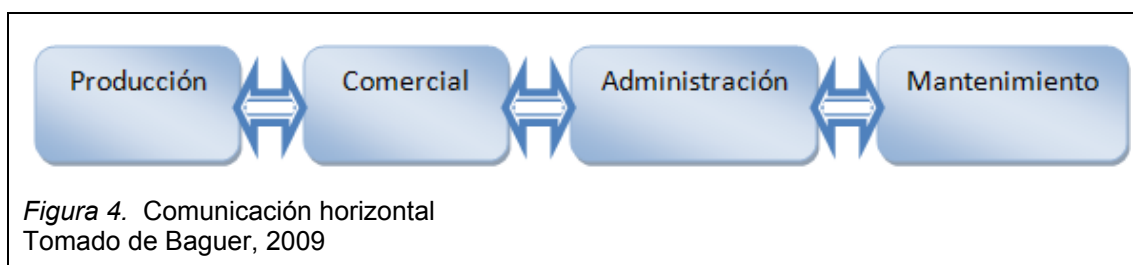 Producción Comercial Administración Mantenimiento
Figura 4. Comunicación horizontal
Tomado de Baguer, 2009